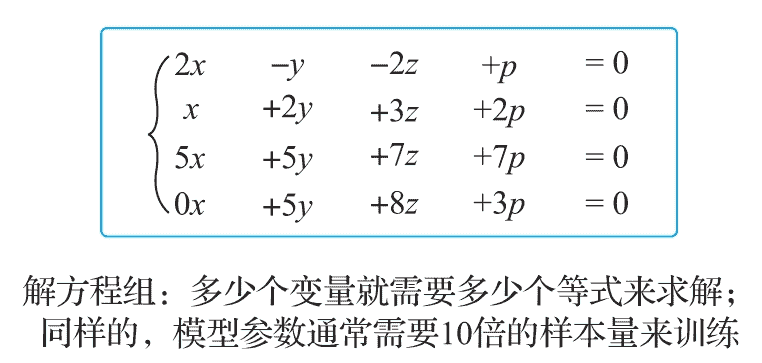 2x −y −2z +p = 0
x +2y +3z +2p = 0
5x +5y +7z +7p = 0
0x +5y +8z +3p = 0
解方程组：多少个变量就需要多少个等式来求解；
同样的，模型参数通常需要10倍的样本量来训练